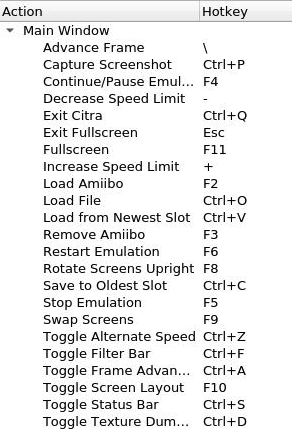 Action Hotkey
Main Window
Advance Frame \
Capture Screenshot Ctrl+P
Continue/Pause Emul... F4
Decrease Speed Limit -
Exit Citra Ctrl+Q
Exit Fullscreen Esc
Fullscreen F11
Increase Speed Limit +
Load Amiibo F2
Load File Ctrl+O
Load from Newest Slot Ctrl+V
Remove Amiibo F3
Restart Emulation F6
Rotate Screens Upright F8
Save to Oldest Slot Ctrl+C
Stop Emulation F5
Swap Screens F9
Toggle Alternate Speed Ctrl+Z
Toggle Filter Bar Ctrl+F
Toggle Frame Advan... Ctrl+A
Toggle Screen Layout F10
Toggle Status Bar Ctrl+S
Toggle Texture Dum... Ctrl+D